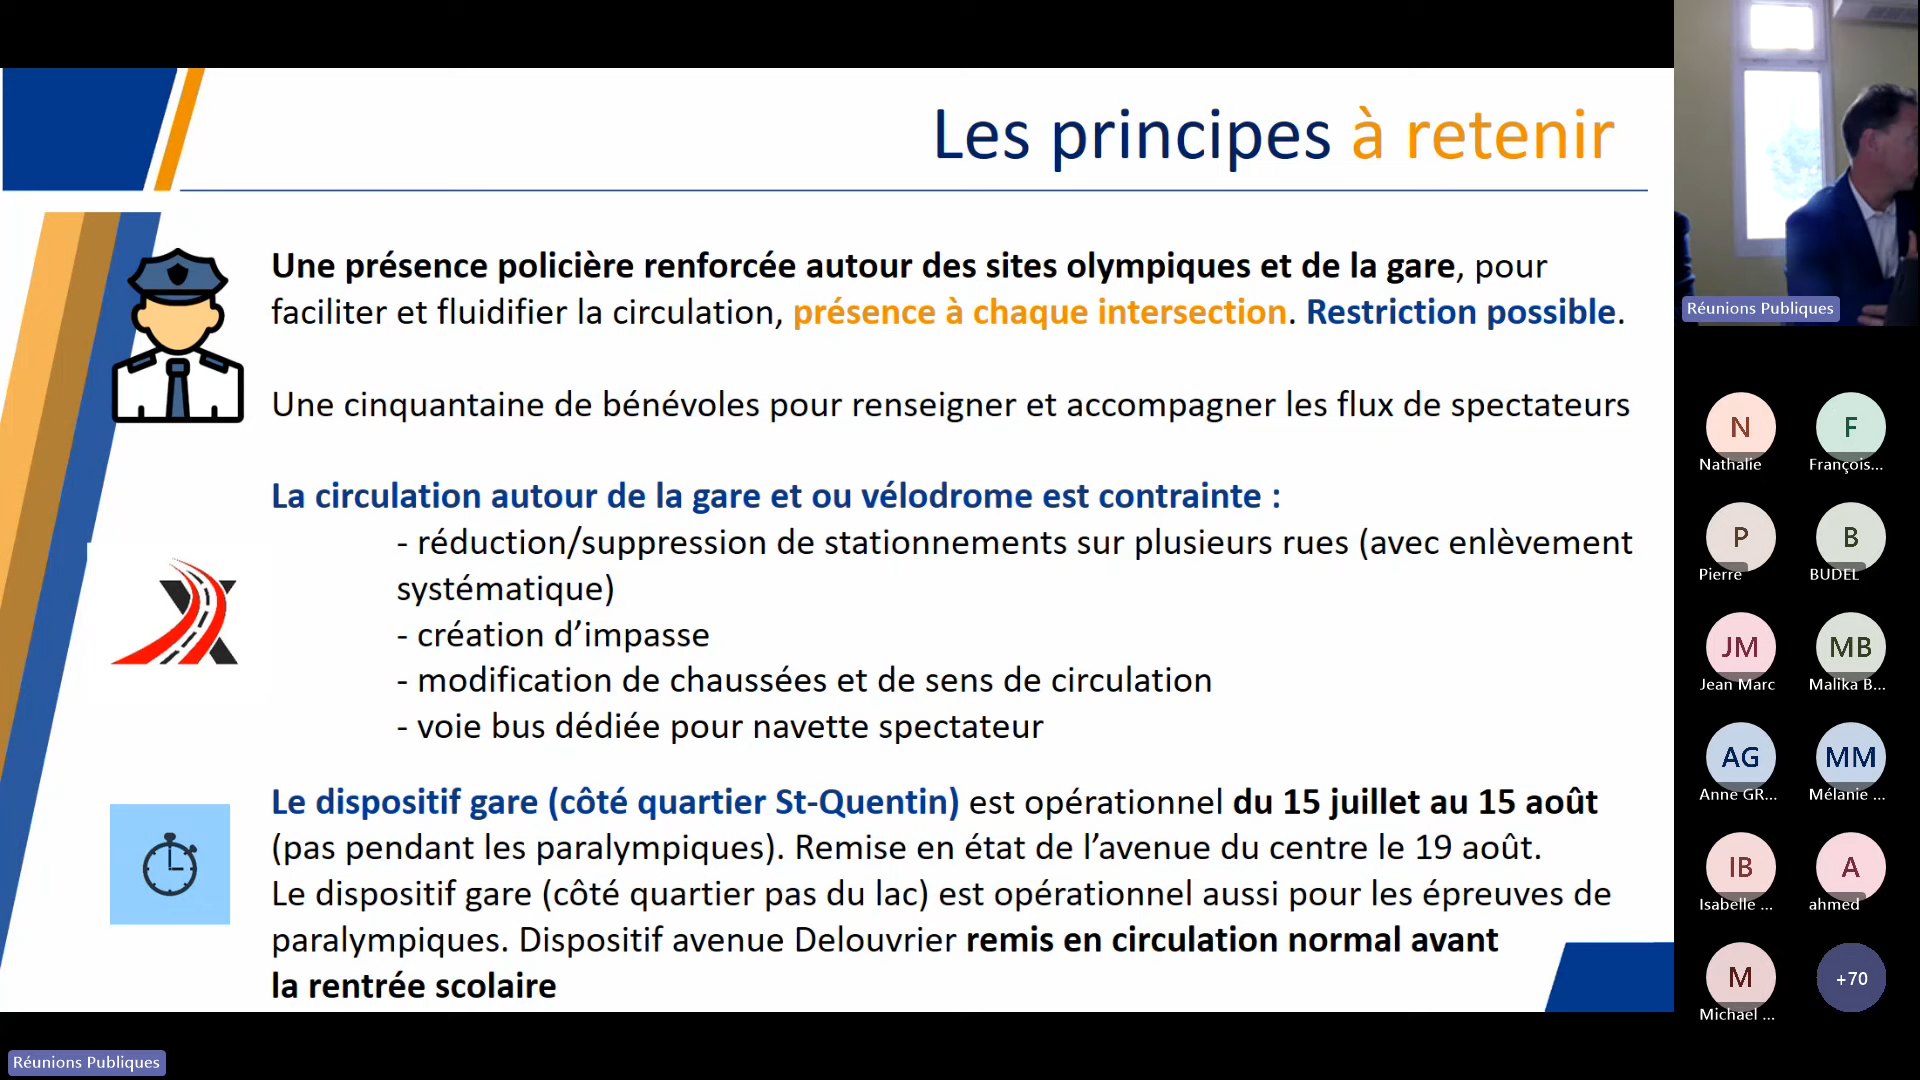 Les principes à retenir
Une présence policière renforcée autour des sites olympiques et de la gare, pour
faciliter et fluidifier la circulation, présence à chaque intersection. Restriction possible.
Une cinquantaine de bénévoles pour renseigner et accompagner les flux de spectateurs
La circulation autour de la gare et ou vélodrome est contrainte :
- réduction/suppression de stationnements sur plusieurs rues (avec enlèvement
systématique)
- création d’impasse
- modification de chaussées et de sens de circulation
- voie bus dédiée pour navette spectateur
Le dispositif gare (côté quartier St-Quentin) est opérationnel du 15 juillet au 15 août
(pas pendant les paralympiques). Remise en état de l’avenue du centre le 19 août.
Le dispositif gare (côté quartier pas du lac) est opérationnel aussi pour les épreuves de
paralympiques. Dispositif avenue Delouvrier remis en circulation normal avant
la rentrée scolaire
Réunions Publiques
Réunions Publiques
N
F
Nathalie
François...
P
B
Pierre
BUDEL
JM
MB
Jean Marc
Malika B...
AG
MM
Anne GR...
Mélanie ...
IB
A
Isabelle ...
ahmed
M
+70
Michael ...